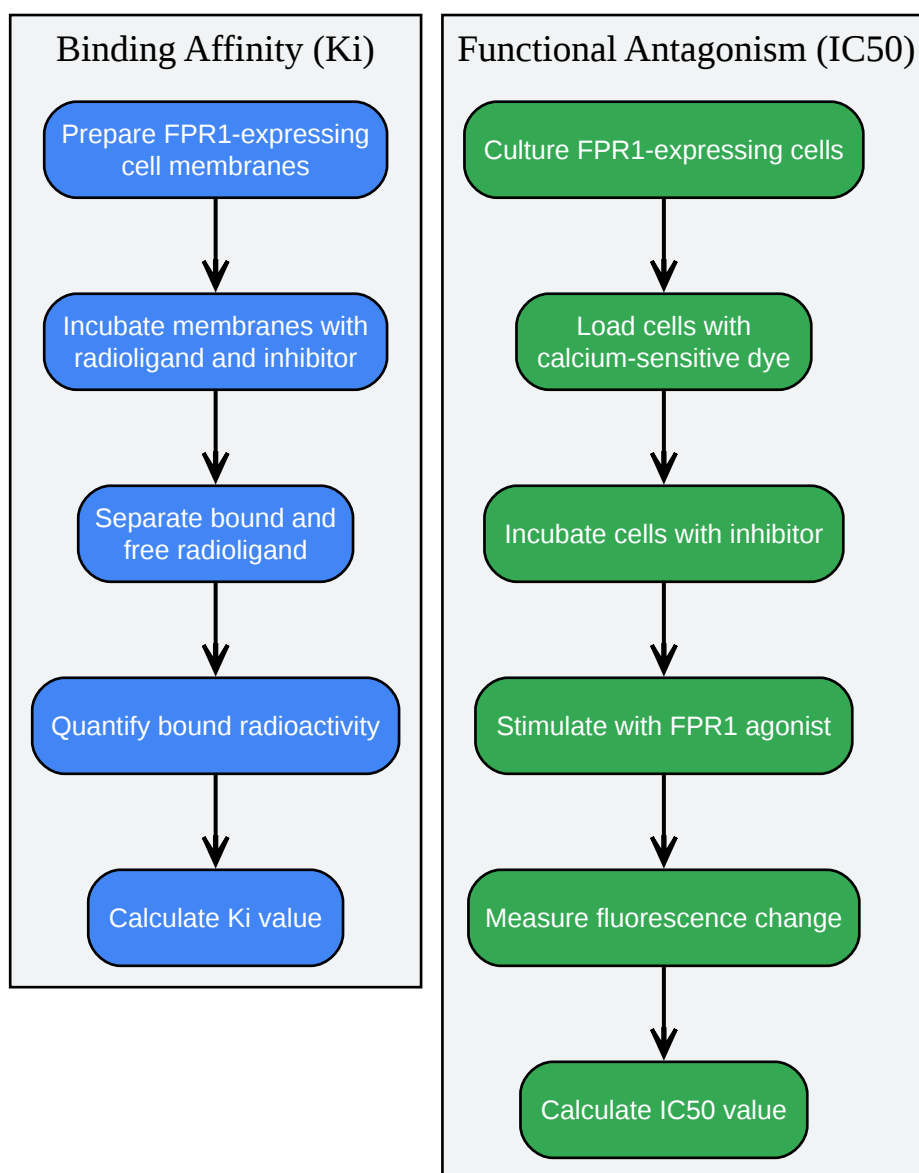 Binding Affinity (Ki)
Prepare FPR1-expressing
cell membranes
Incubate membranes with
radioligand and inhibitor
Separate bound and
free radioligand
Quantify bound radioactivity
Calculate Ki value
Functional Antagonism (IC50)
Culture FPR1-expressing cells
Load cells with
calcium-sensitive dye
Incubate cells with inhibitor
Stimulate with FPR1 agonist
Measure fluorescence change
Calculate IC50 value